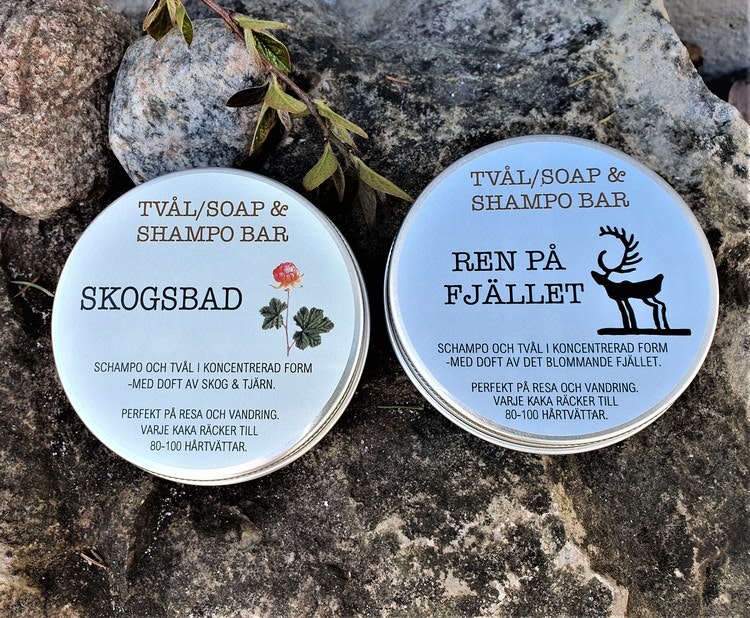 TVÅL/SOAP &
SHAMPO BAR
SKOGSBAD
SCHAMPO OCH TVÅL I KONCENTRERAD FORM
-MED DOFT AV SKOG & TJÄRN.
PERFEKT PÅ RESA OCH VANDRING.
VARJE KAKA RÄCKER TILL
80-100 HÅRTVÄTTAR.
TVÅL/SOAP &
SHAMPO BAR
REN PÅ
FJÄLLET
SCHAMPO OCH TVÅL I KONCENTRERAD FORM
-MED DOFT AV DET BLOMMANDE FJÄLLET.
PERFEKT PÅ RESA OCH VANDRING.
VARJE KAKA RÄCKER TILL
80-100 HÅRTVÄTTAR.